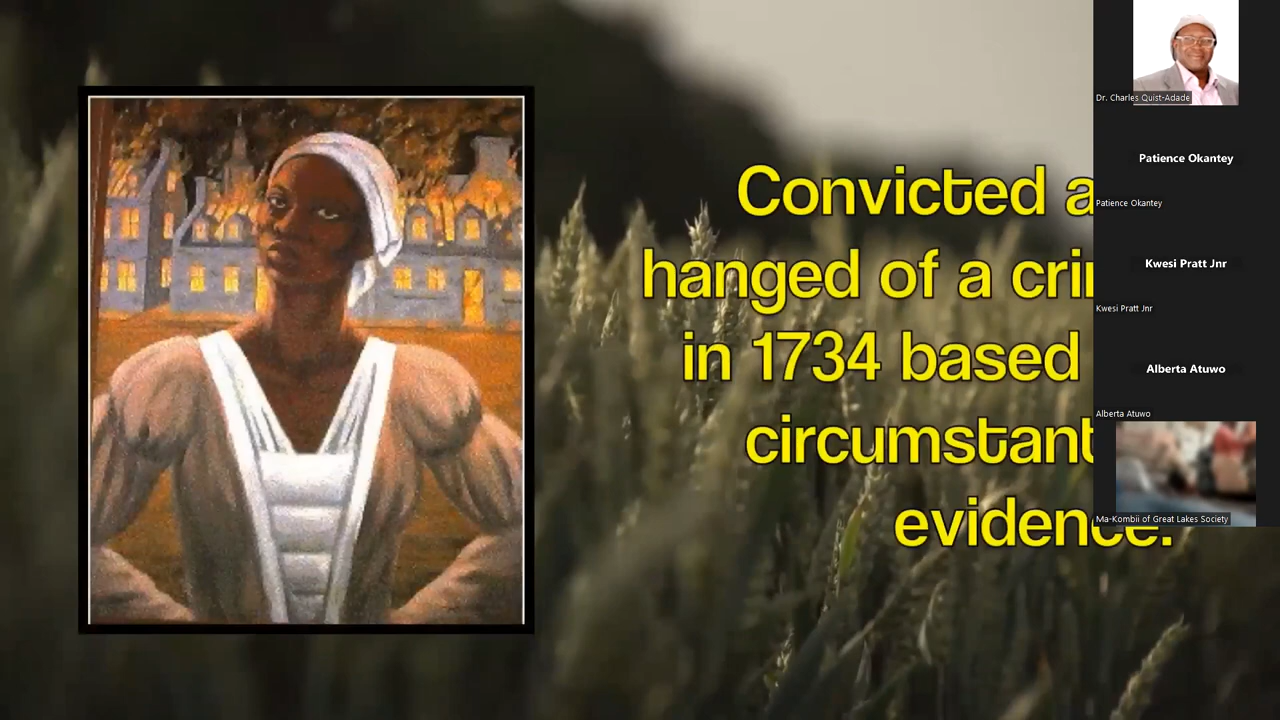 Convicted a
hanged of a cri
in 1734 based
circumstant
evidence.
Dr. Charles Quist-Adade
Patience Okantey
Patience Okantey
Kwesi Pratt Jnr
Kwesi Pratt Jnr
Alberta Atuwo
Alberta Atuwo
Ma-Kombii of Great Lakes Society